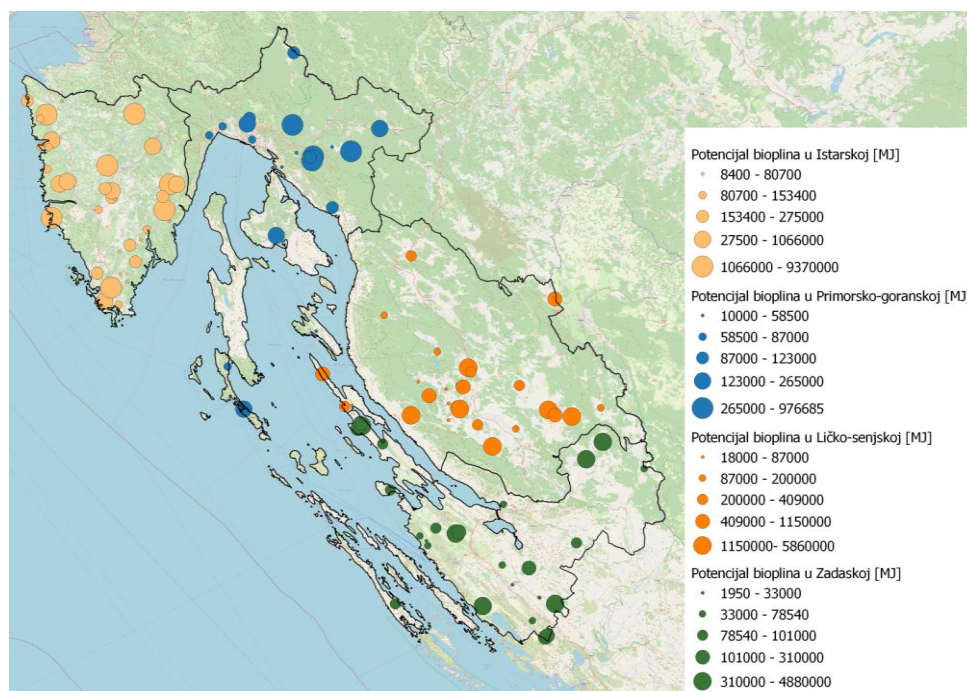 Potencijal bioplina u Istarskoj [MJ]
8400 - 80700
80700 - 153400
153400 - 275000
27500 - 1066000
1066000 - 9370000
Potencijal bioplina u Primorsko-goranskoj [MJ]
10000 - 58500
58500 - 87000
87000 - 123000
123000 - 265000
265000 - 976685
Potencijal bioplina u Ličko-senjskoj [MJ]
18000 - 87000
87000 - 200000
200000 - 409000
409000 - 1150000
1150000- 5860000
Potencijal bioplina u Zadaskoj [MJ]
1950 - 33000
33000 - 78540
78540 - 101000
101000 - 310000
310000 - 4880000